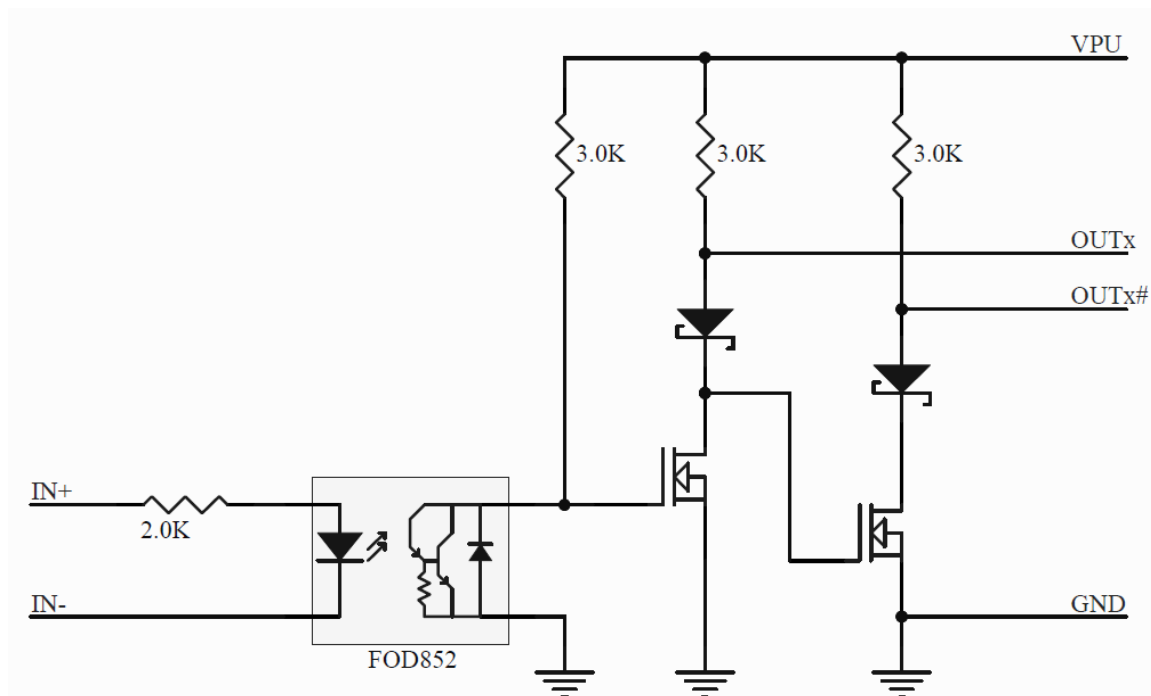 VPU
3.0K
3.0K
3.0K
OUTx
OUTx#
IN+
2.0K
IN-
GND
FOD852